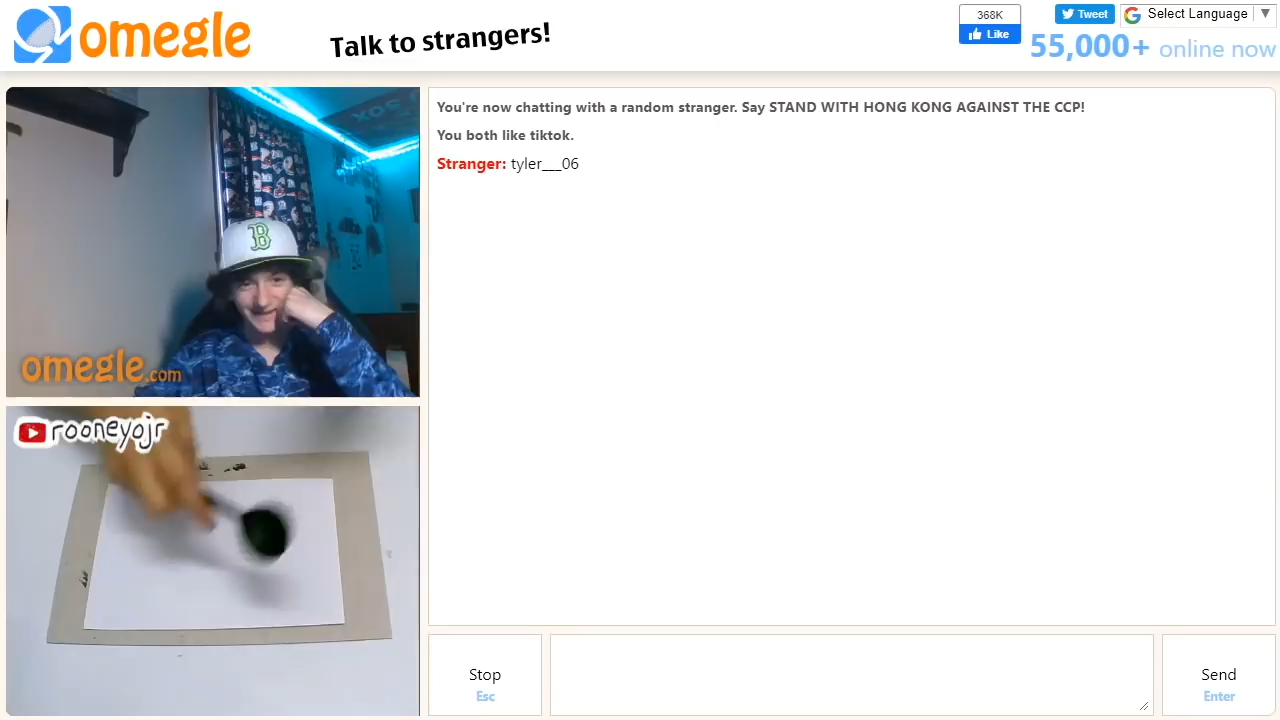 omegle
Talk to strangers!
368K
Like
Tweet
G Select Language ▼
55,000+ online now
You're now chatting with a random stranger. Say STAND WITH HONG KONG AGAINST THE CCP!
You both like tiktok.
Stranger: tyler___06
B
omegle.com
rooneyojr
Stop
Esc
Send
Enter